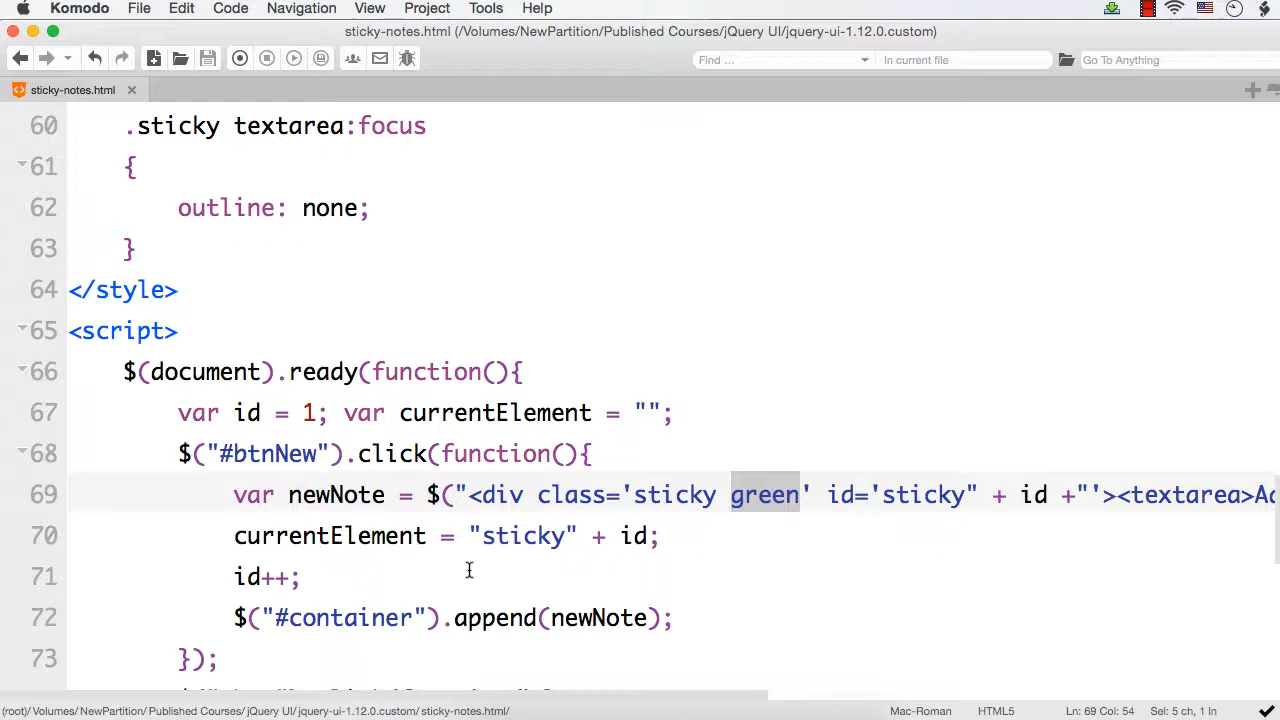 Komodo File Edit Code Navigation View Project Tools Help
sticky-notes.html (/Volumes/NewPartition/Published Courses/jQuery UI/jquery-ui-1.12.0.custom)
Find ... In current file Go To Anything
sticky-notes.html
60 .sticky textarea:focus
61 {
62 outline: none;
63 }
64 </style>
65 <script>
66 $(document).ready(function(){
67 var id = 1; var currentElement = "";
68 $("#btnNew").click(function(){
69 var newNote = $("<div class='sticky green' id='sticky" + id +"'><textarea>Ad
70 currentElement = "sticky" + id;
71 id++;
72 $("#container").append(newNote);
73 });
(root)/Volumes/NewPartition/Published Courses/jQuery UI/jquery-ui-1.12.0.custom/sticky-notes.html/ Mac-Roman HTML5 Ln: 69 Col: 54 Sel: 5 ch, 1 ln